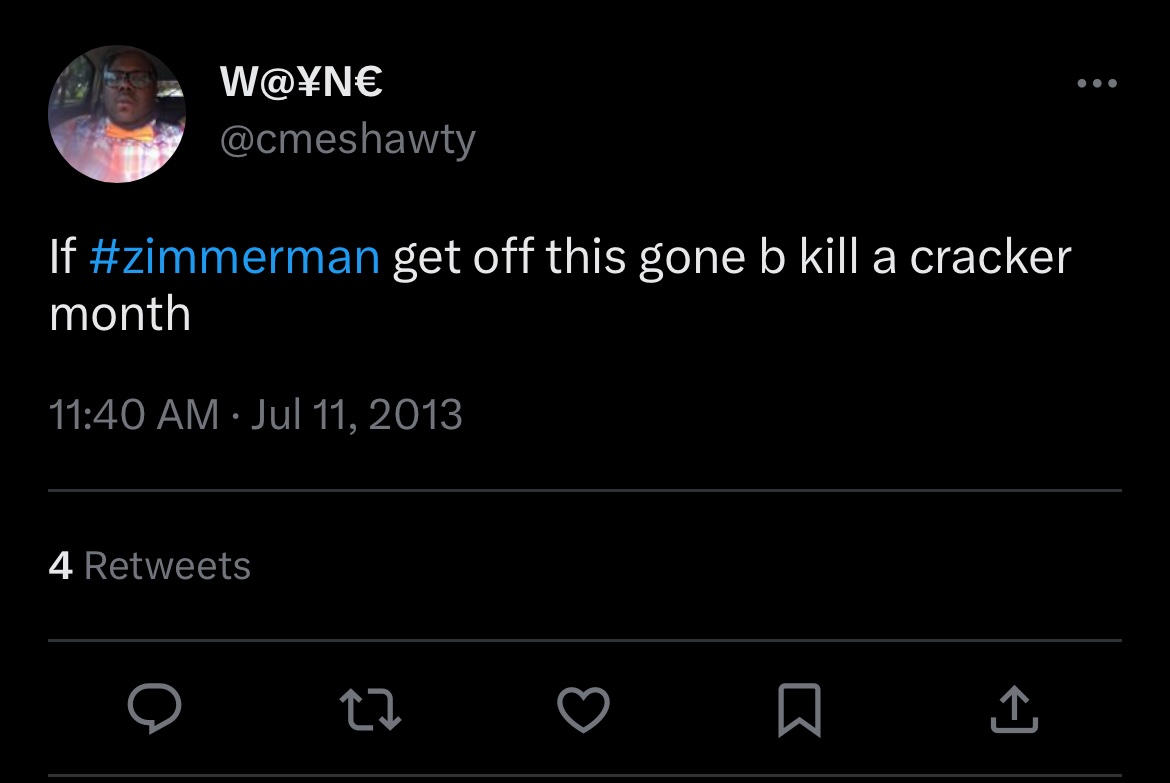 W@¥N€
@cmeshawty
If #zimmerman get off this gone b kill a cracker
month
11:40 AM · Jul 11, 2013
4 Retweets